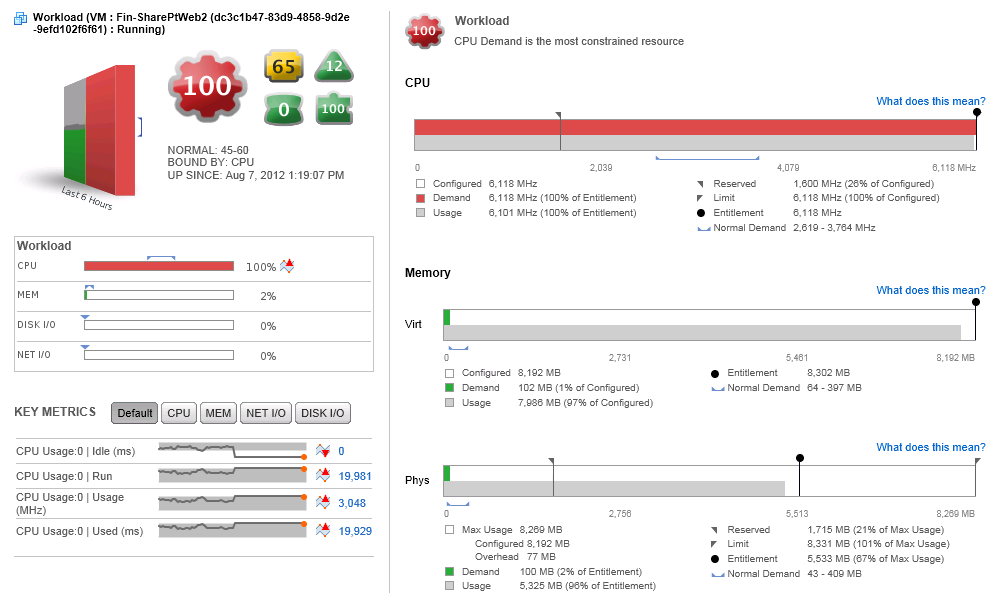 Workload (VM : Fin-SharePtWeb2 (dc3c1b47-83d9-4858-9d2e
-9efd102f6f61) : Running)
100
65
12
0
100
NORMAL: 45-60
BOUND BY: CPU
UP SINCE: Aug 7, 2012 1:19:07 PM
Last 6 Hours
Workload
CPU 100%
MEM 2%
DISK I/O 0%
NET I/O 0%
KEY METRICS Default CPU MEM NET I/O DISK I/O
CPU Usage:0 | Idle (ms) 0
CPU Usage:0 | Run 19,981
CPU Usage:0 | Usage
(MHz) 3,048
CPU Usage:0 | Used (ms) 19,929
100
Workload
CPU Demand is the most constrained resource
CPU
What does this mean?
0 2,039 4,079 6,118 MHz
Configured 6,118 MHz
Demand 6,118 MHz (100% of Entitlement)
Usage 6,101 MHz (100% of Entitlement)
Reserved 1,600 MHz (26% of Configured)
Limit 6,118 MHz (100% of Configured)
Entitlement 6,118 MHz
Normal Demand 2,619 - 3,764 MHz
Memory
What does this mean?
Virt
0 2,731 5,461 8,192 MB
Configured 8,192 MB
Demand 102 MB (1% of Configured)
Usage 7,986 MB (97% of Configured)
Entitlement 8,302 MB
Normal Demand 64 - 397 MB
What does this mean?
Phys
0 2,756 5,513 8,269 MB
Max Usage 8,269 MB
Configured 8,192 MB
Overhead 77 MB
Demand 100 MB (2% of Entitlement)
Usage 5,325 MB (96% of Entitlement)
Reserved 1,715 MB (21% of Max Usage)
Limit 8,331 MB (101% of Max Usage)
Entitlement 5,533 MB (67% of Max Usage)
Normal Demand 43 - 409 MB